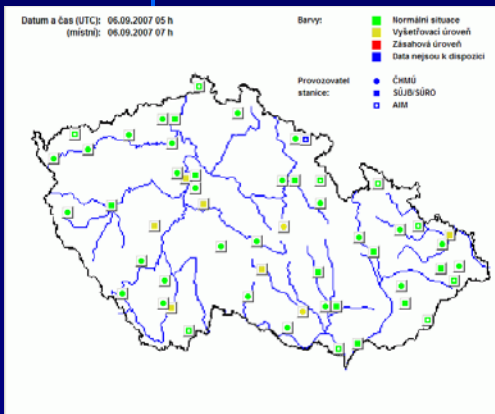 Datum a čas (UTC): 06.09.2007 05 h
(místní): 06.09.2007 07 h
Barvy:
Normální situace
Vyšetřovací úroveň
Zásahová úroveň
Data nejsou k dispozici
Provozovatel
stanice:
ČHMÚ
SÚJB/SÚRO
AIM